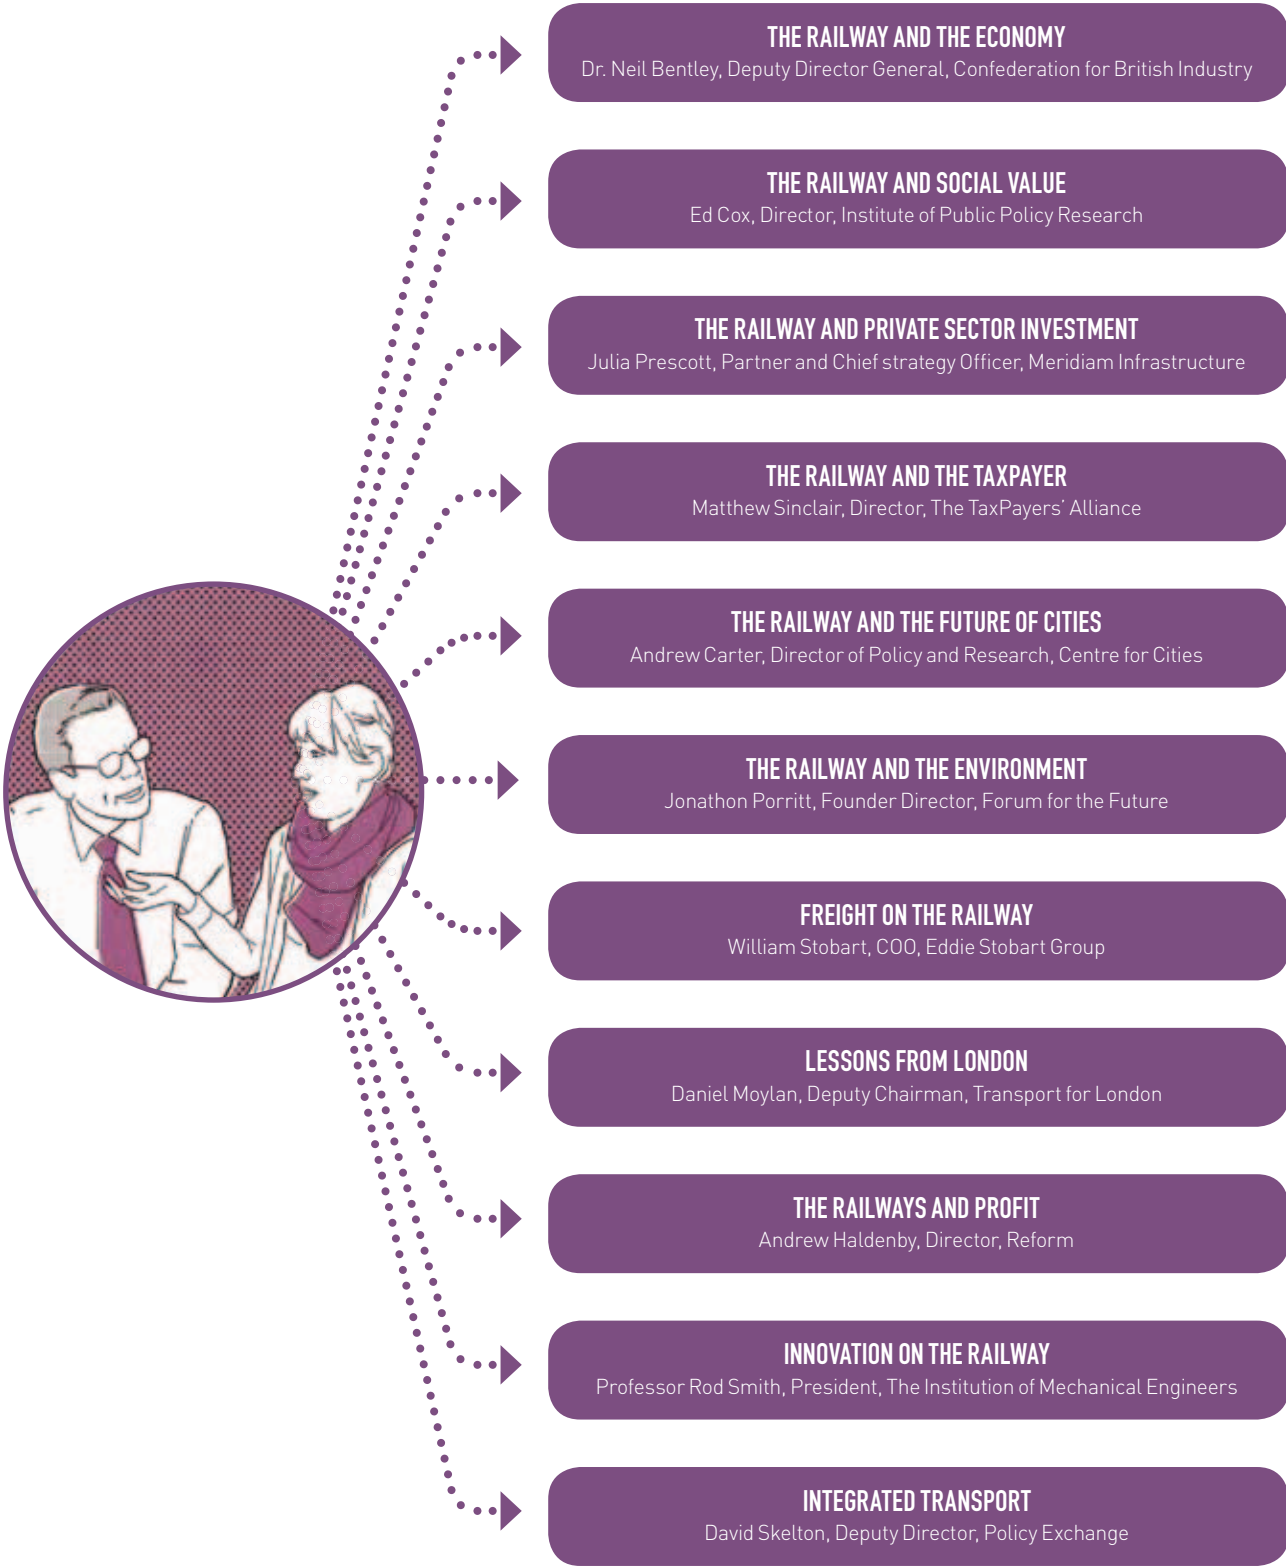 THE RAILWAY AND THE ECONOMY
Dr. Neil Bentley, Deputy Director General, Confederation for British Industry
THE RAILWAY AND SOCIAL VALUE
Ed Cox, Director, Institute of Public Policy Research
THE RAILWAY AND PRIVATE SECTOR INVESTMENT
Julia Prescott, Partner and Chief strategy Officer, Meridiam Infrastructure
THE RAILWAY AND THE TAXPAYER
Matthew Sinclair, Director, The TaxPayers’ Alliance
THE RAILWAY AND THE FUTURE OF CITIES
Andrew Carter, Director of Policy and Research, Centre for Cities
THE RAILWAY AND THE ENVIRONMENT
Jonathon Porritt, Founder Director, Forum for the Future
FREIGHT ON THE RAILWAY
William Stobart, COO, Eddie Stobart Group
LESSONS FROM LONDON
Daniel Moylan, Deputy Chairman, Transport for London
THE RAILWAYS AND PROFIT
Andrew Haldenby, Director, Reform
INNOVATION ON THE RAILWAY
Professor Rod Smith, President, The Institution of Mechanical Engineers
INTEGRATED TRANSPORT
David Skelton, Deputy Director, Policy Exchange